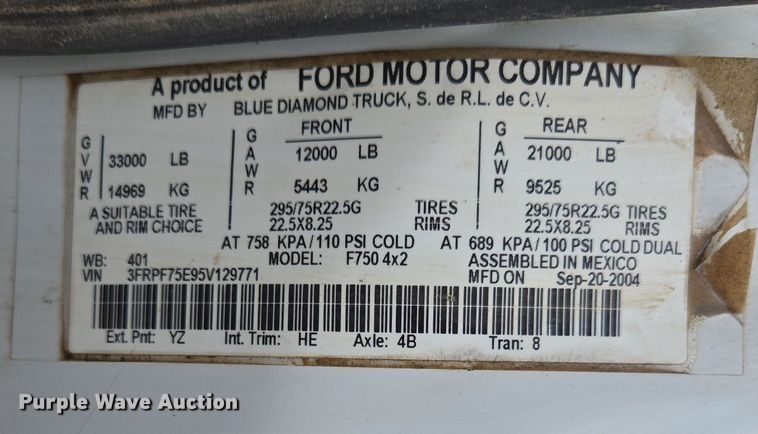 A product of FORD MOTOR COMPANY
MFD BY BLUE DIAMOND TRUCK, S. de R.L. de C.V.
GVWR 33000 LB 14969 KG
FRONT
GAWR 12000 LB 5443 KG
REAR
GAWR 21000 LB 9525 KG
A SUITABLE TIRE 295/75R22.5G TIRES 295/75R22.5G TIRES
AND RIM CHOICE 22.5X8.25 RIMS 22.5X8.25 RIMS
AT 758 KPA/110 PSI COLD AT 689 KPA/100 PSI COLD DUAL
WB: 401 MODEL: F750 4x2 ASSEMBLED IN MEXICO
VIN 3FRPF75E95V129771 MFD ON Sep-20-2004
Ext. Pnt: YZ Int. Trim: HE Axle: 4B Tran: 8
Purple Wave Auction